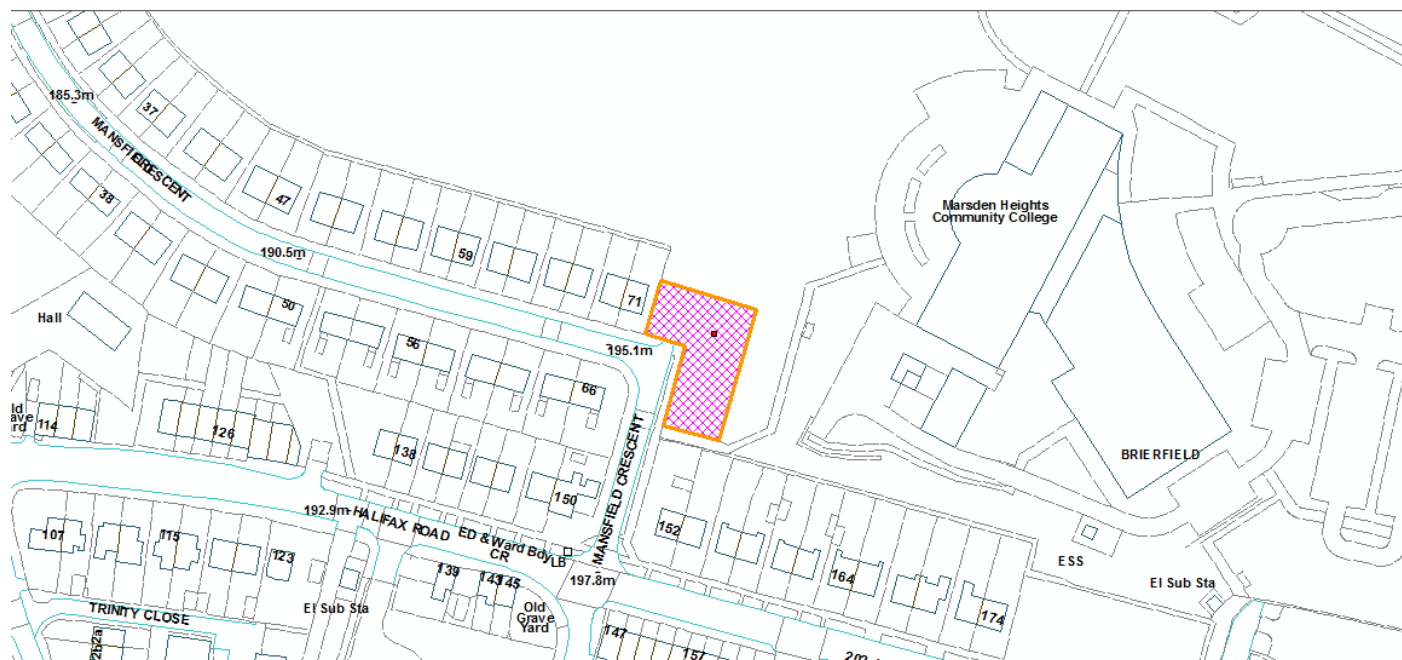 185.3m
37
MANSFIELD
CRESCENT
38
47
Marsden Heights
Community College
190.5m
59
50
71
Hall
56
195.1m
66
114
126
138
MANSFIELD CRESCENT
BRIERFIELD
150
192.9m
HALIFAX ROAD
ED & Ward Bdy
CR
LB
152
107
115
123
139
143
145
197.8m
164
ESS
El Sub Sta
El Sub Sta
TRINITY CLOSE
Old
Grave
Yard
174
147
157
2b
2a